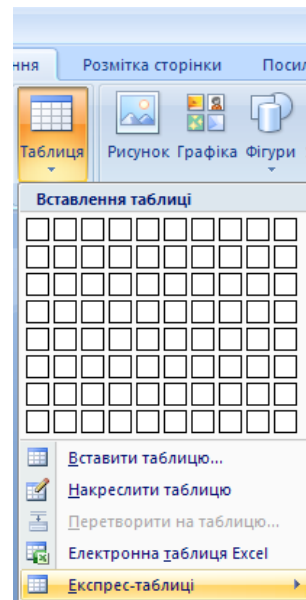 ння Розмітка сторінки Посил
Таблиця Рисунок Графіка Фігури
Вставлення таблиці
Вставити таблицю...
Накреслити таблицю
Перетворити на таблицю...
Електронна таблиця Excel
Експрес-таблиці